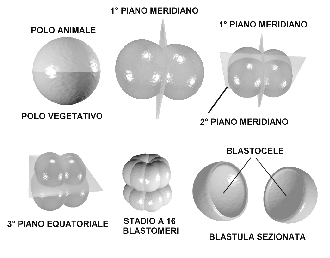 1° PIANO MERIDIANO
1° PIANO MERIDIANO
POLO ANIMALE
POLO VEGETATIVO
2° PIANO MERIDIANO
BLASTOCELE
3° PIANO EQUATORIALE
STADIO A 16
BLASTOMERI
BLASTULA SEZIONATA